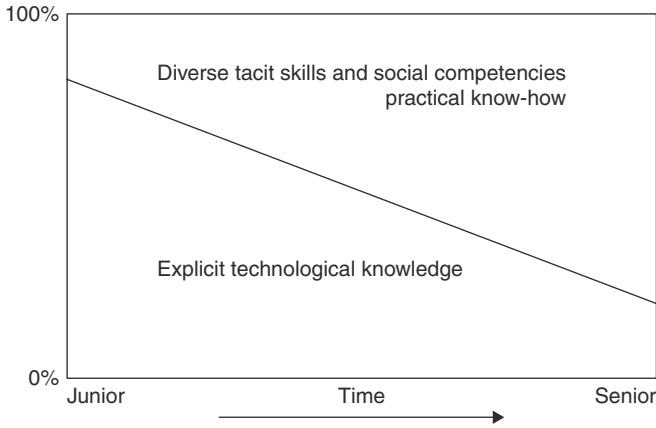 100%
Diverse tacit skills and social competencies
practical know-how
Explicit technological knowledge
0%
Junior
Time
Senior